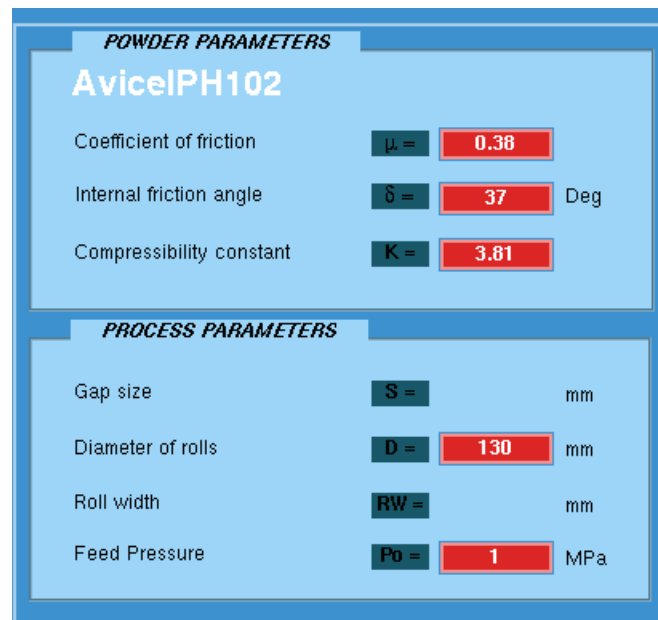 POWDER PARAMETERS
AvicelPH102
Coefficient of friction μ = 0.38
Internal friction angle δ = 37 Deg
Compressibility constant K = 3.81
PROCESS PARAMETERS
Gap size S = mm
Diameter of rolls D = 130 mm
Roll width RW = mm
Feed Pressure Po = 1 MPa